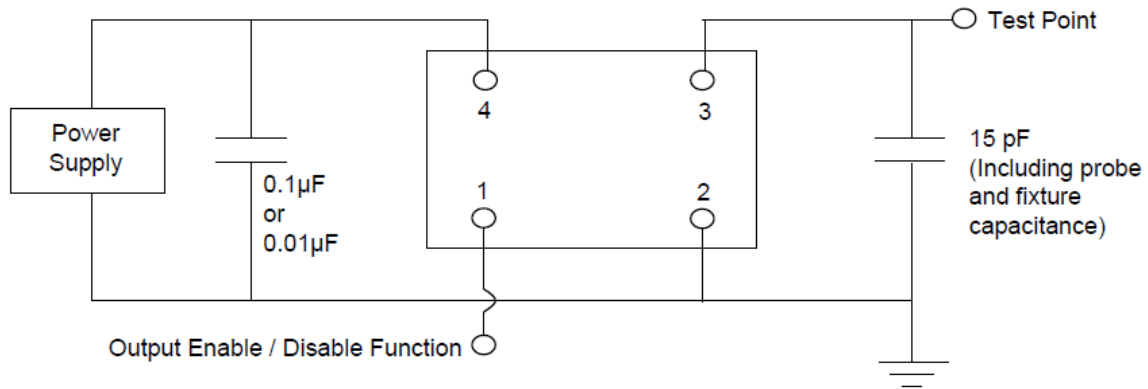 Test Point
4
3
Power
Supply
15 pF
(Including probe
and fixture
capacitance)
0.1µF
or
0.01µF
1
2
Output Enable / Disable Function